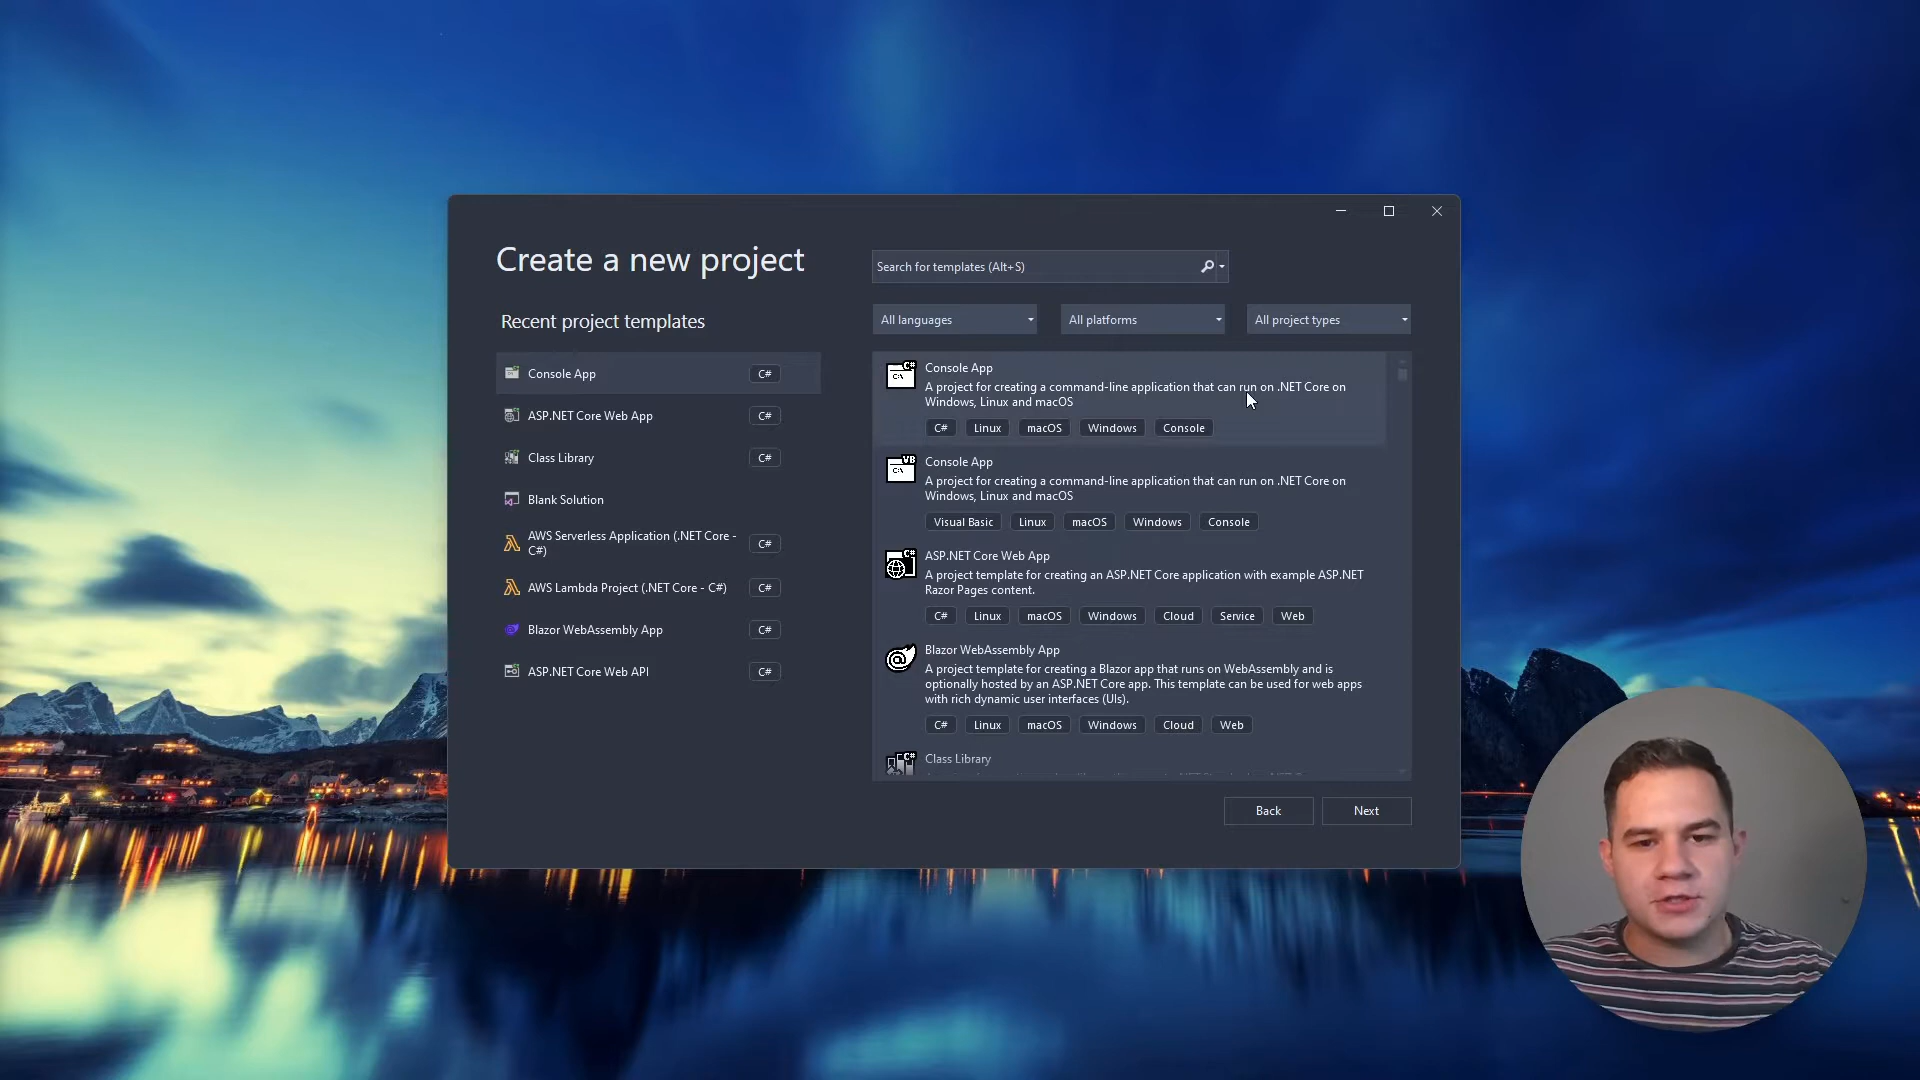 Create a new project
Search for templates (Alt+S)
Recent project templates
All languages
All platforms
All project types
Console App
C#
ASP.NET Core Web App
C#
Class Library
C#
Blank Solution
AWS Serverless Application (.NET Core -
C#)
C#
AWS Lambda Project (.NET Core - C#)
C#
Blazor WebAssembly App
C#
ASP.NET Core Web API
C#
Console App
A project for creating a command-line application that can run on .NET Core on
Windows, Linux and macOS
C# Linux macOS Windows Console
Console App
A project for creating a command-line application that can run on .NET Core on
Windows, Linux and macOS
Visual Basic Linux macOS Windows Console
ASP.NET Core Web App
A project template for creating an ASP.NET Core application with example ASP.NET
Razor Pages content.
C# Linux macOS Windows Cloud Service Web
Blazor WebAssembly App
A project template for creating a Blazor app that runs on WebAssembly and is
optionally hosted by an ASP.NET Core app. This template can be used for web apps
with rich dynamic user interfaces (UIs).
C# Linux macOS Windows Cloud Web
Class Library
Back
Next